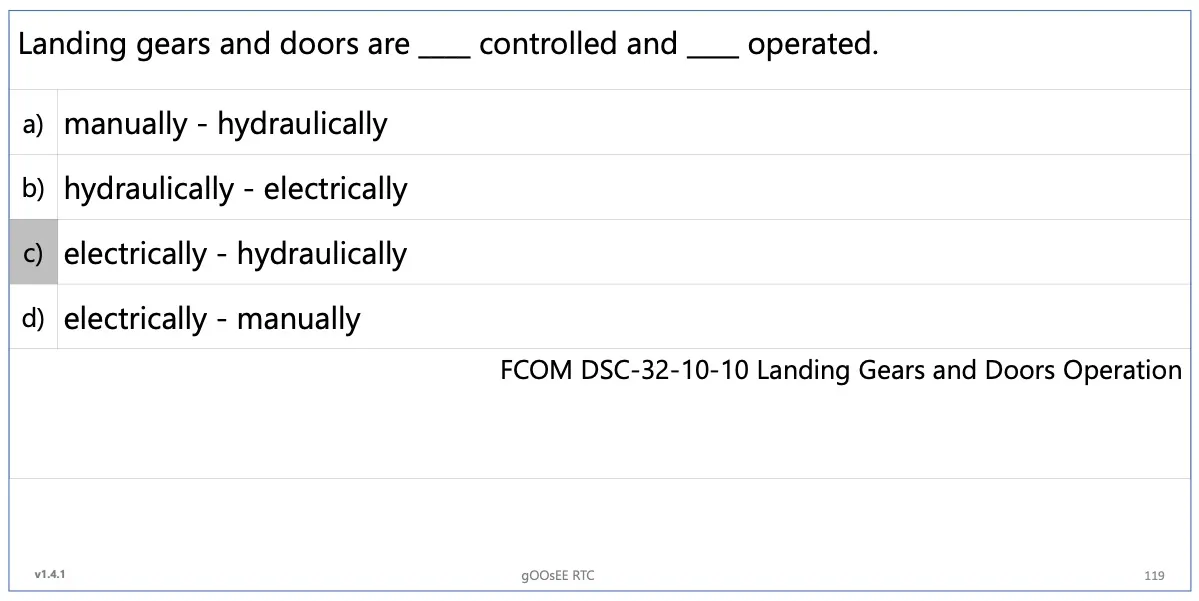 Landing gears and doors are ____ controlled and ____ operated.
a) manually - hydraulically
b) hydraulically - electrically
c) electrically - hydraulically
d) electrically - manually
FCOM DSC-32-10-10 Landing Gears and Doors Operation
v1.4.1 gOOsEE RTC 119